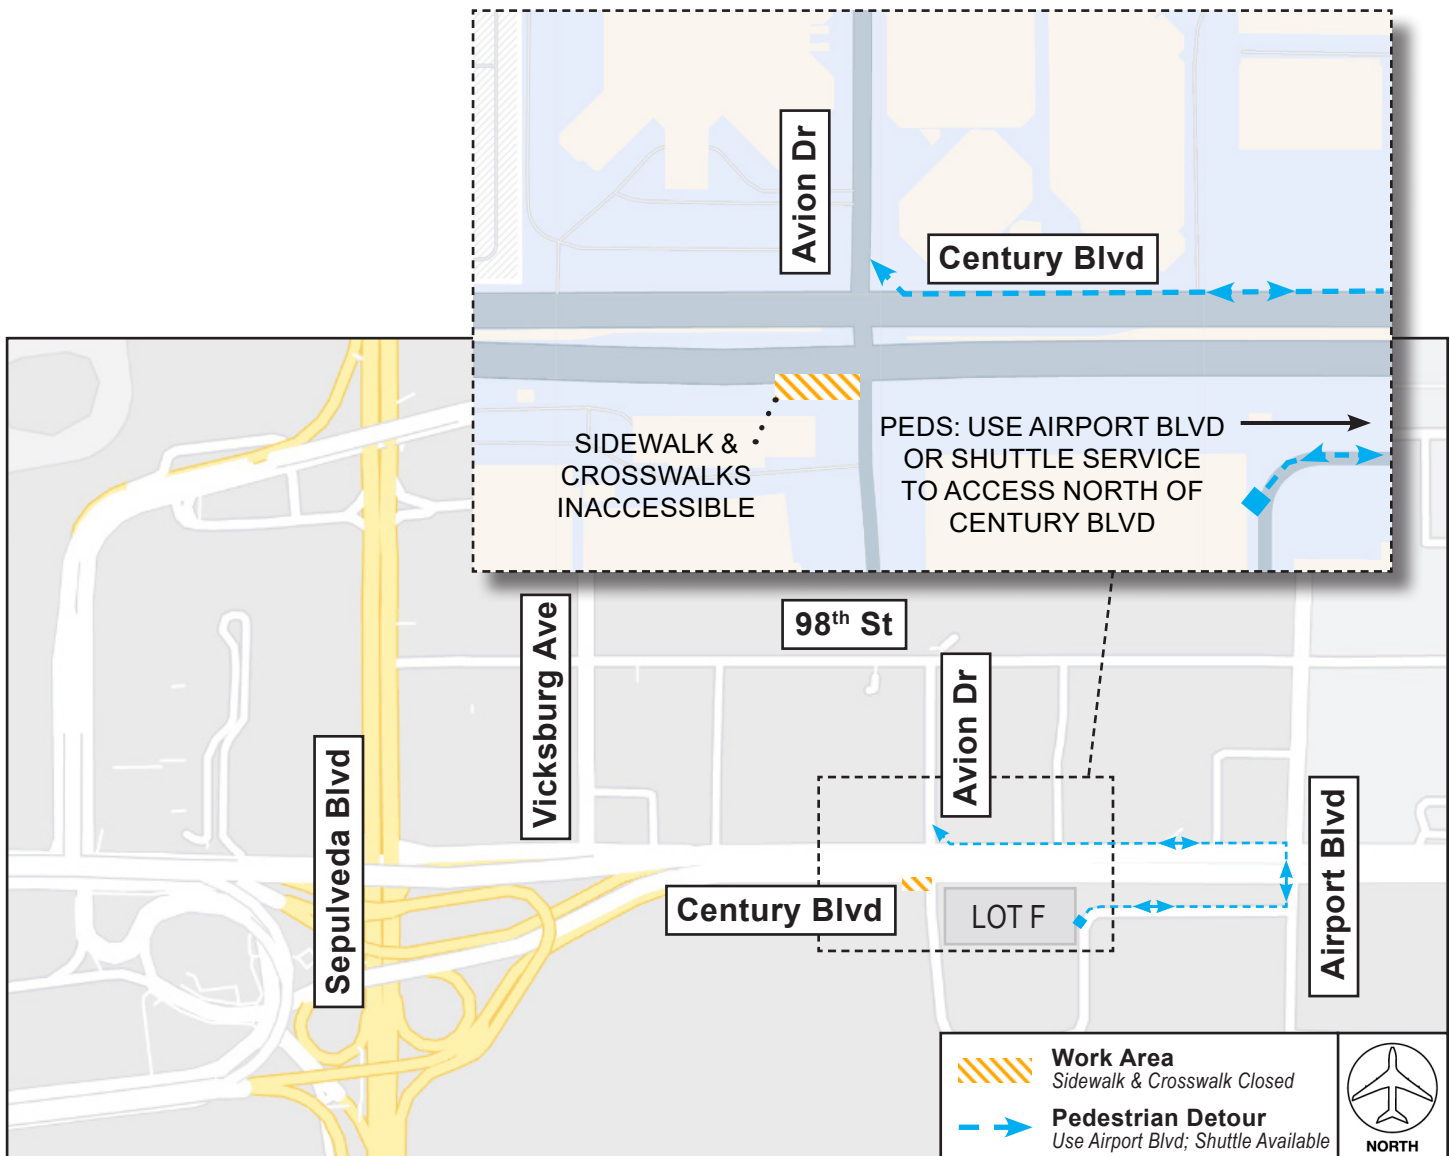 Avion Dr
Century Blvd
SIDEWALK &
CROSSWALKS
INACCESSIBLE
PEDS: USE AIRPORT BLVD
OR SHUTTLE SERVICE
TO ACCESS NORTH OF
CENTURY BLVD
98th St
Vicksburg Ave
Avion Dr
Sepulveda Blvd
Airport Blvd
Century Blvd
LOT F
Work Area
Sidewalk & Crosswalk Closed
Pedestrian Detour
Use Airport Blvd; Shuttle Available
NORTH